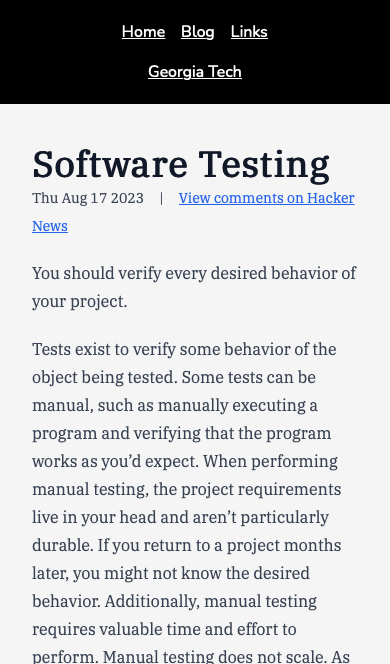 Home Blog Links
Georgia Tech
Software Testing
Thu Aug 17 2023 | View comments on Hacker
News
You should verify every desired behavior of
your project.
Tests exist to verify some behavior of the
object being tested. Some tests can be
manual, such as manually executing a
program and verifying that the program
works as you’d expect. When performing
manual testing, the project requirements
live in your head and aren’t particularly
durable. If you return to a project months
later, you might not know the desired
behavior. Additionally, manual testing
requires valuable time and effort to
perform. Manual testing does not scale. As